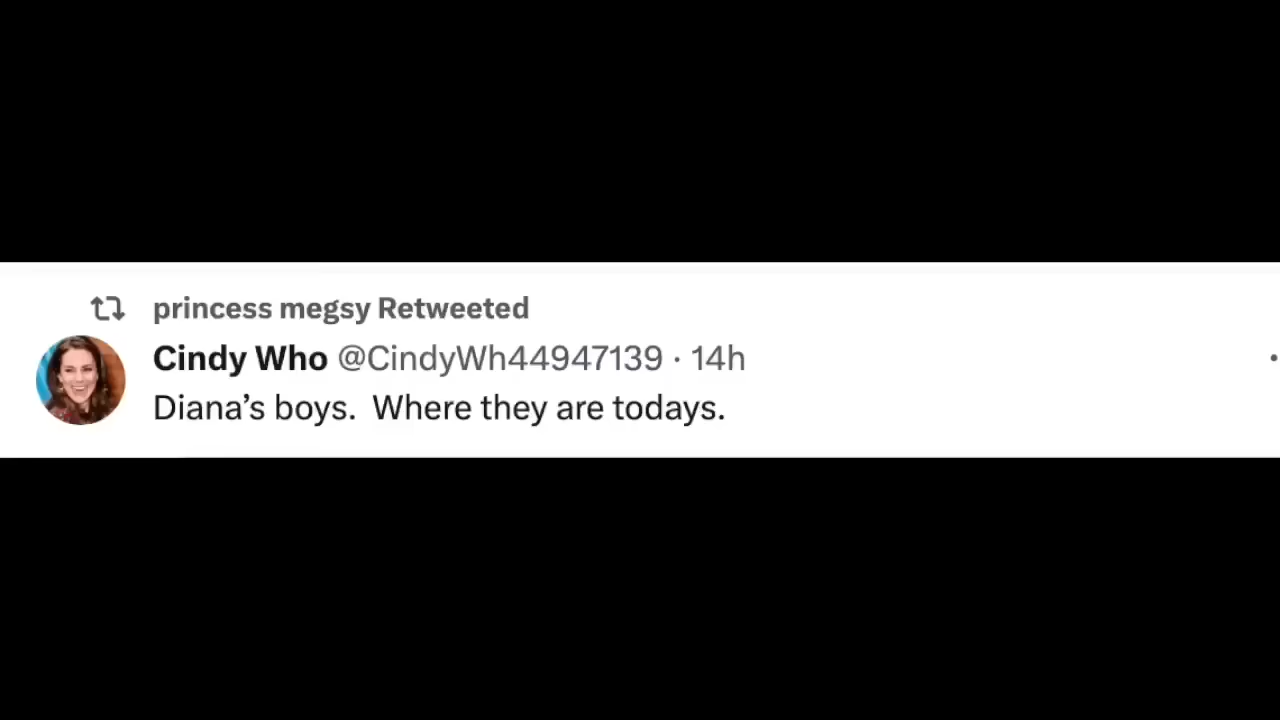 princess megsy Retweeted
Cindy Who @CindyWh44947139 · 14h
Diana’s boys.  Where they are todays.